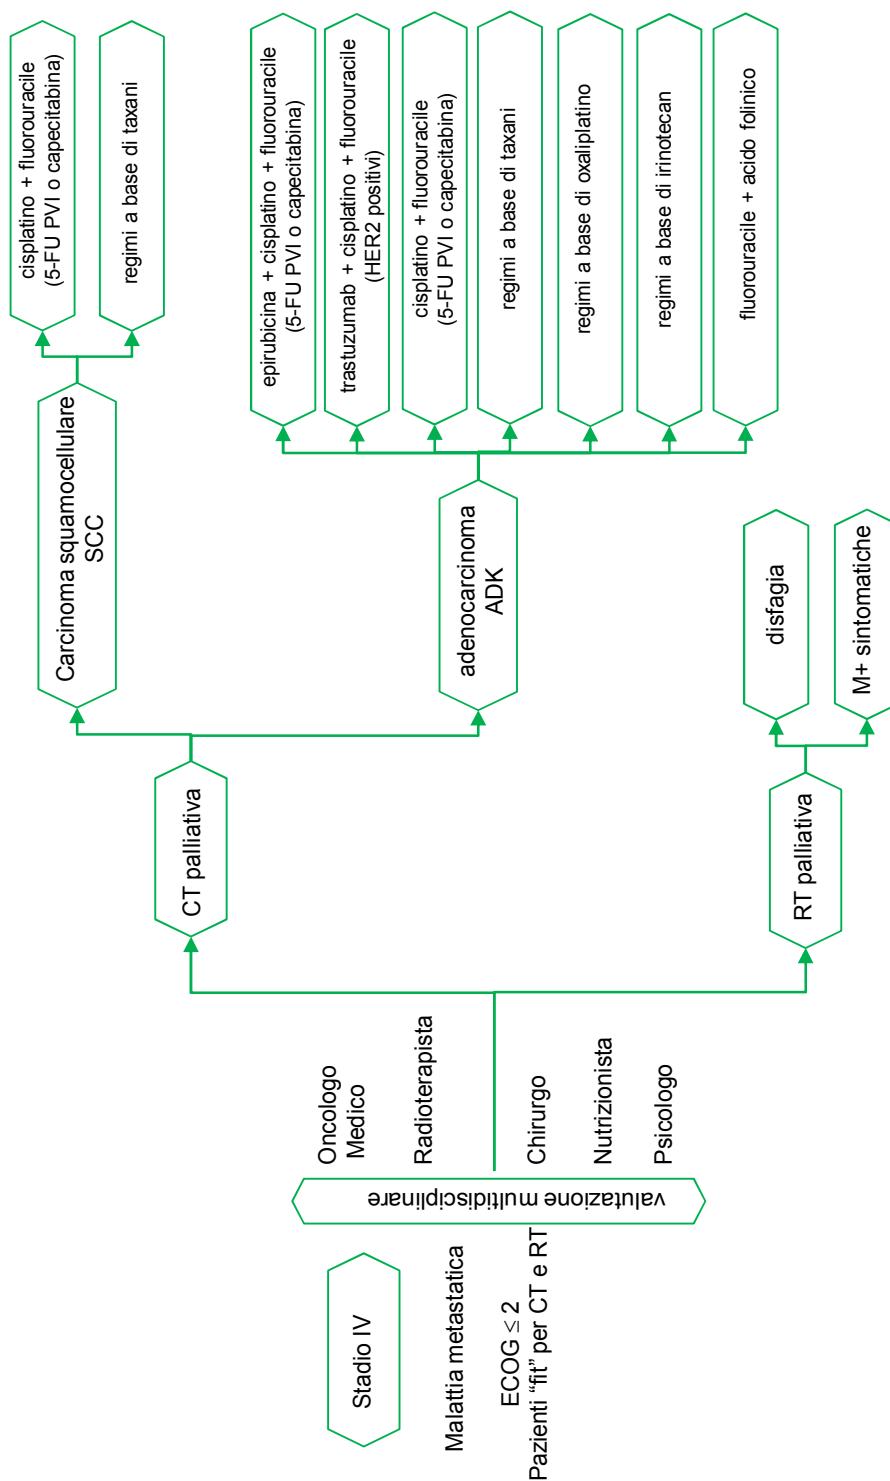 Stadio IV
Malattia metastatica
ECOG ≤ 2
Pazienti “fit” per CT e RT
valutazione multidisciplinare
Oncologo
Medico
Radioterapista
Chirurgo
Nutrizionista
Psicologo
CT palliativa
Carcinoma squamocellulare
SCC
cisplatino + fluorouracile
(5-FU PVI o capecitabina)
regimi a base di taxani
adenocarcinoma
ADK
epirubicina + cisplatino + fluorouracile
(5-FU PVI o capecitabina)
trastuzumab + cisplatino + fluorouracile
(HER2 positivi)
cisplatino + fluorouracile
(5-FU PVI o capecitabina)
regimi a base di taxani
regimi a base di oxaliplatino
regimi a base di irinotecan
fluorouracile + acido folinico
RT palliativa
disfagia
M+ sintomatiche